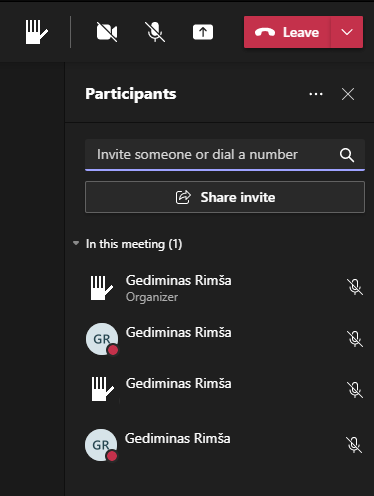 Leave
Participants
Invite someone or dial a number
Share invite
In this meeting (1)
Gediminas Rimša
Organizer
GR
Gediminas Rimša
Gediminas Rimša
GR
Gediminas Rimša